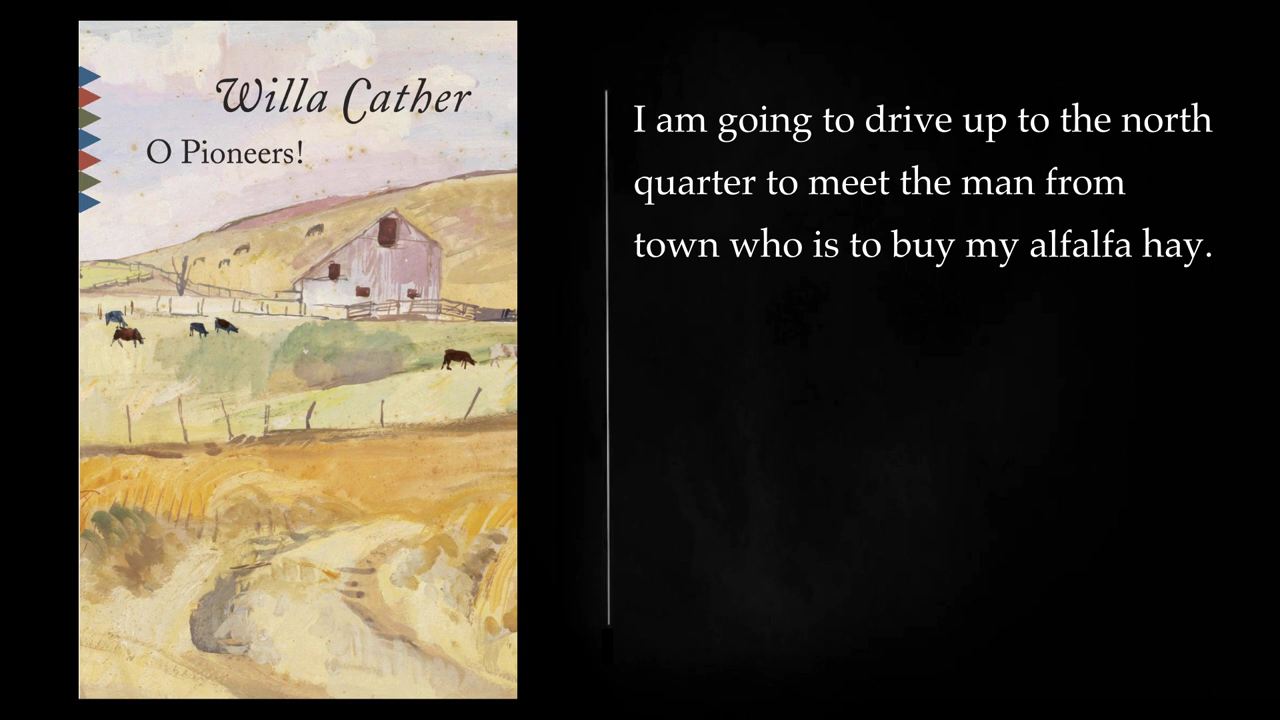 Willa Cather
O Pioneers!
I am going to drive up to the north
quarter to meet the man from
town who is to buy my alfalfa hay.